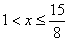 1 < x ≤ 15/8